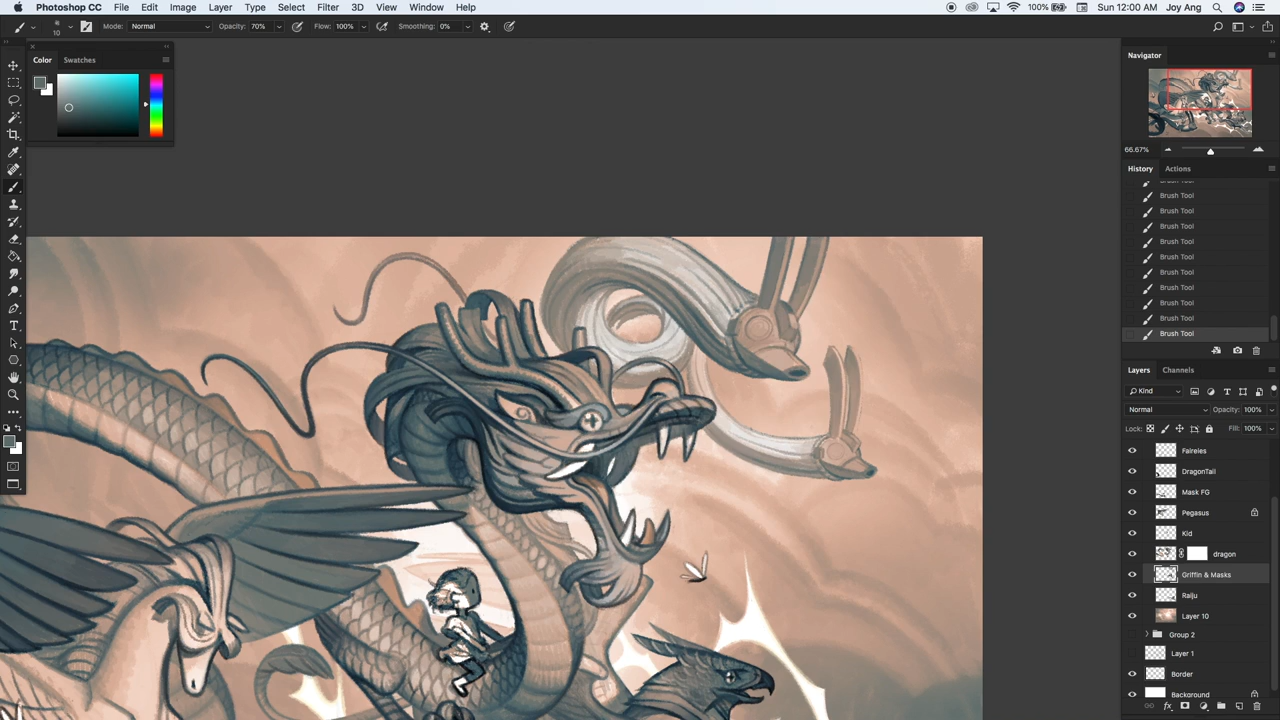 Photoshop CC File Edit Image Layer Type Select Filter 3D View Window Help 100% Sun 12:00 AM Joy Ang
10 Mode: Normal Opacity: 70% Flow: 100% Smoothing: 0%
Color Swatches
Navigator
66.67%
History Actions
Brush Tool
Brush Tool
Brush Tool
Brush Tool
Brush Tool
Brush Tool
Brush Tool
Brush Tool
Brush Tool
Brush Tool
Brush Tool
Layers Channels
Kind
Normal Opacity: 100%
Lock: Fill: 100%
Faireies
DragonTail
Mask FG
Pegasus
Kid
dragon
Griffin & Masks
Raiju
Layer 10
Group 2
Layer 1
Border
Background